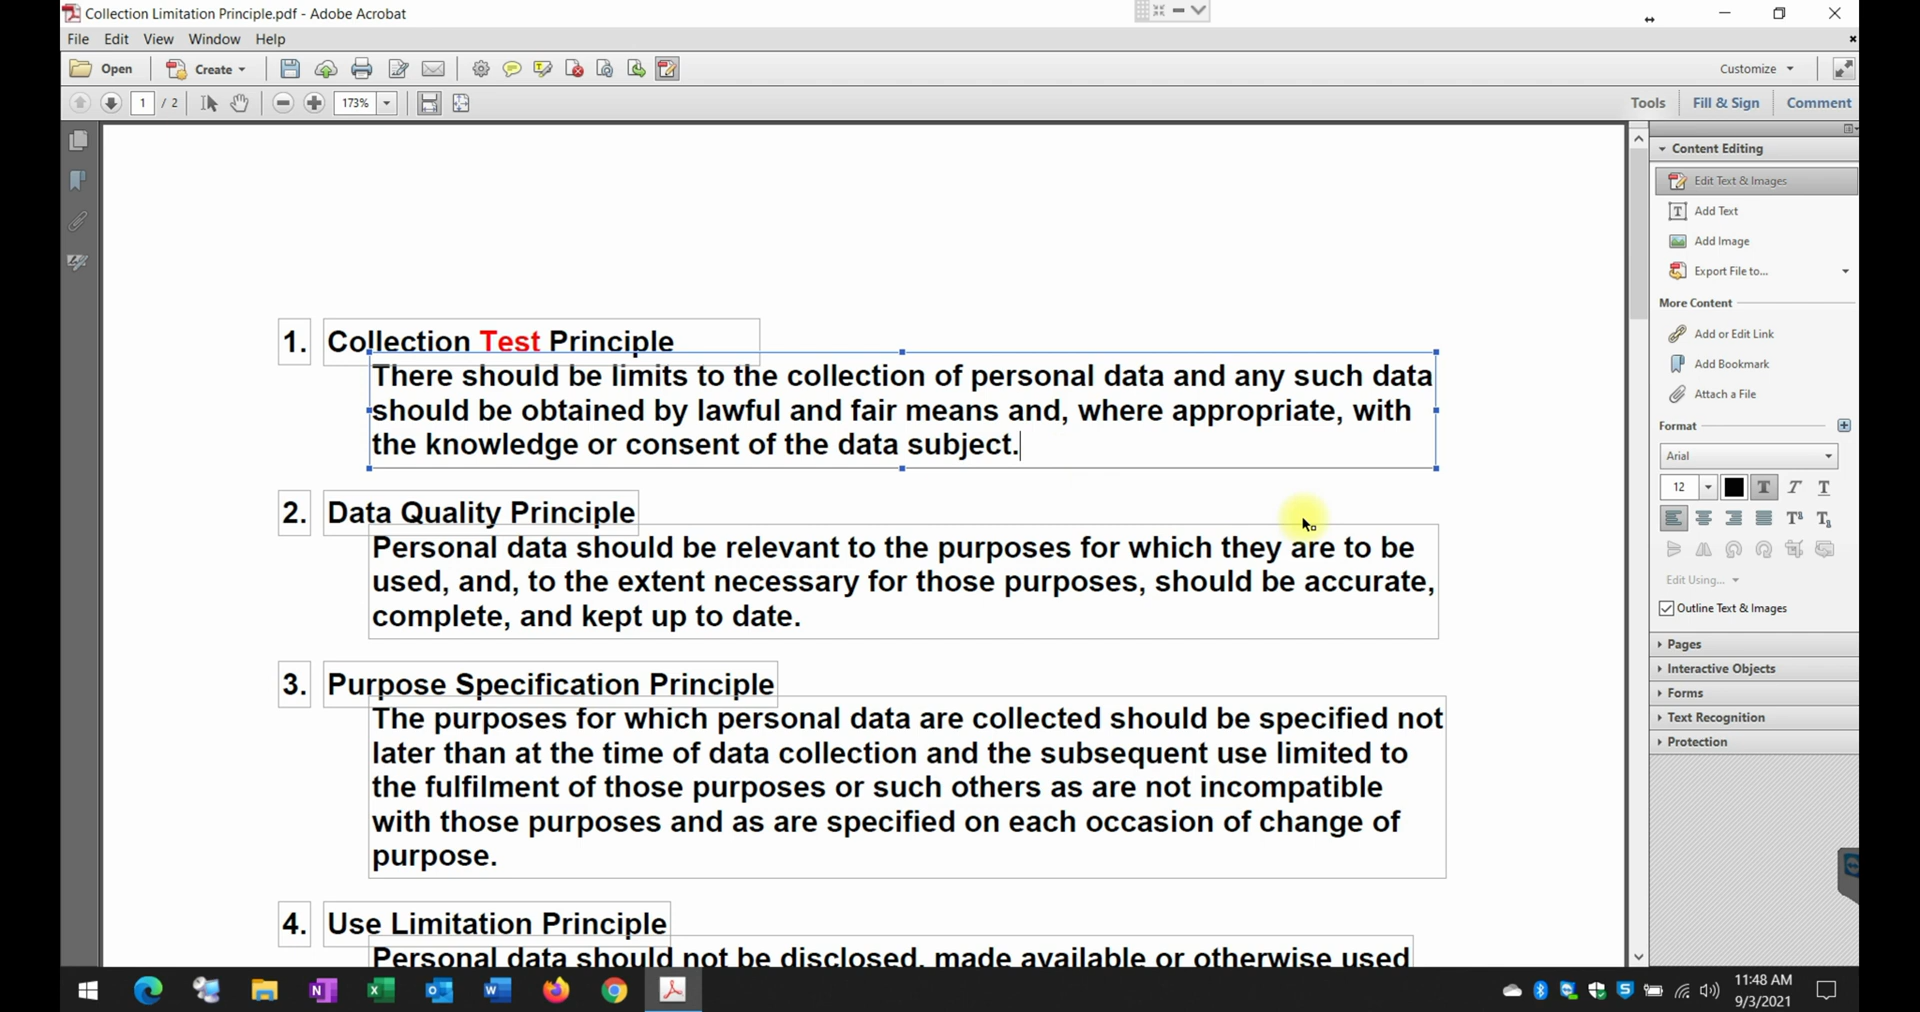 Collection Limitation Principle.pdf - Adobe Acrobat
File Edit View Window Help
Open Create Customize
1 / 2 173% Tools Fill & Sign Comment
Content Editing
Edit Text & Images
Add Text
Add Image
Export File to...
More Content
Add or Edit Link
Add Bookmark
Attach a File
Format
Arial
12
Edit Using...
Outline Text & Images
Pages
Interactive Objects
Forms
Text Recognition
Protection
1. Collection Test Principle
There should be limits to the collection of personal data and any such data
should be obtained by lawful and fair means and, where appropriate, with
the knowledge or consent of the data subject.
2. Data Quality Principle
Personal data should be relevant to the purposes for which they are to be
used, and, to the extent necessary for those purposes, should be accurate,
complete, and kept up to date.
3. Purpose Specification Principle
The purposes for which personal data are collected should be specified not
later than at the time of data collection and the subsequent use limited to
the fulfilment of those purposes or such others as are not incompatible
with those purposes and as are specified on each occasion of change of
purpose.
4. Use Limitation Principle
Personal data should not be disclosed, made available or otherwise used
11:48 AM
9/3/2021